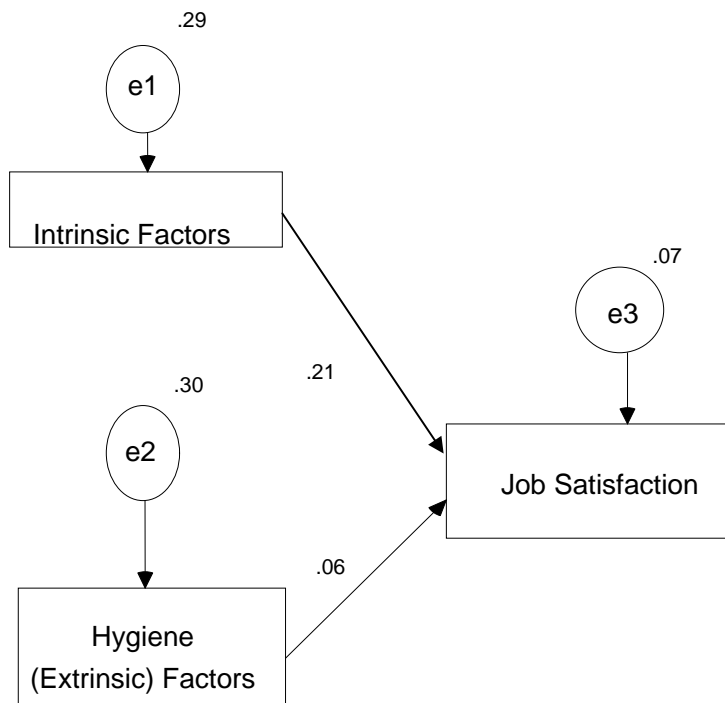 .29
e1
Intrinsic Factors
.07
e3
.21
.30
e2
Job Satisfaction
.06
Hygiene
(Extrinsic) Factors